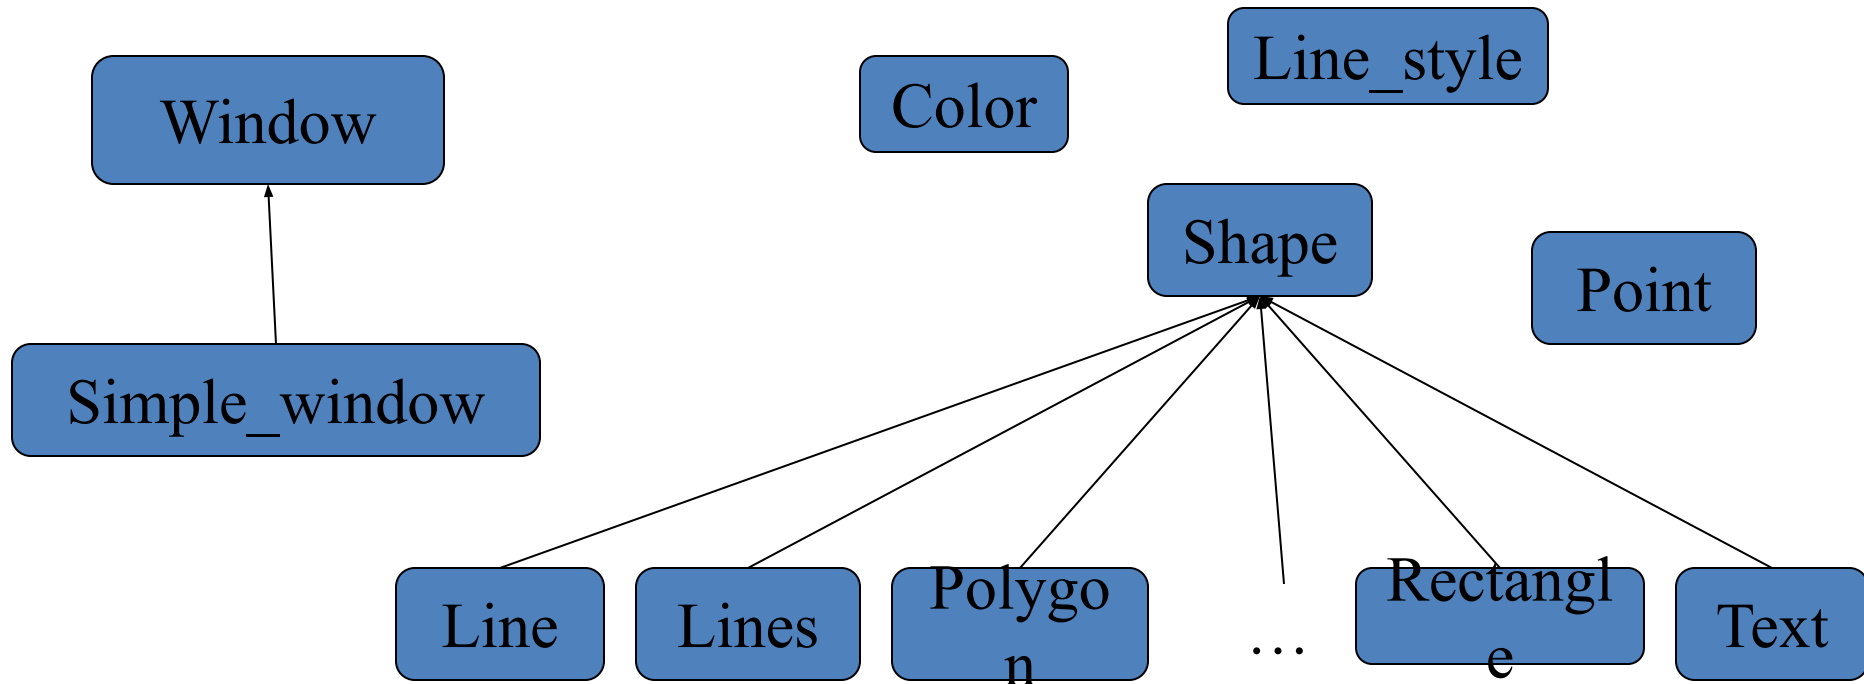 Line_style
Window
Color
Shape
Point
Simple_window
Line
Lines
Polygo
n
…
Rectangl
e
Text